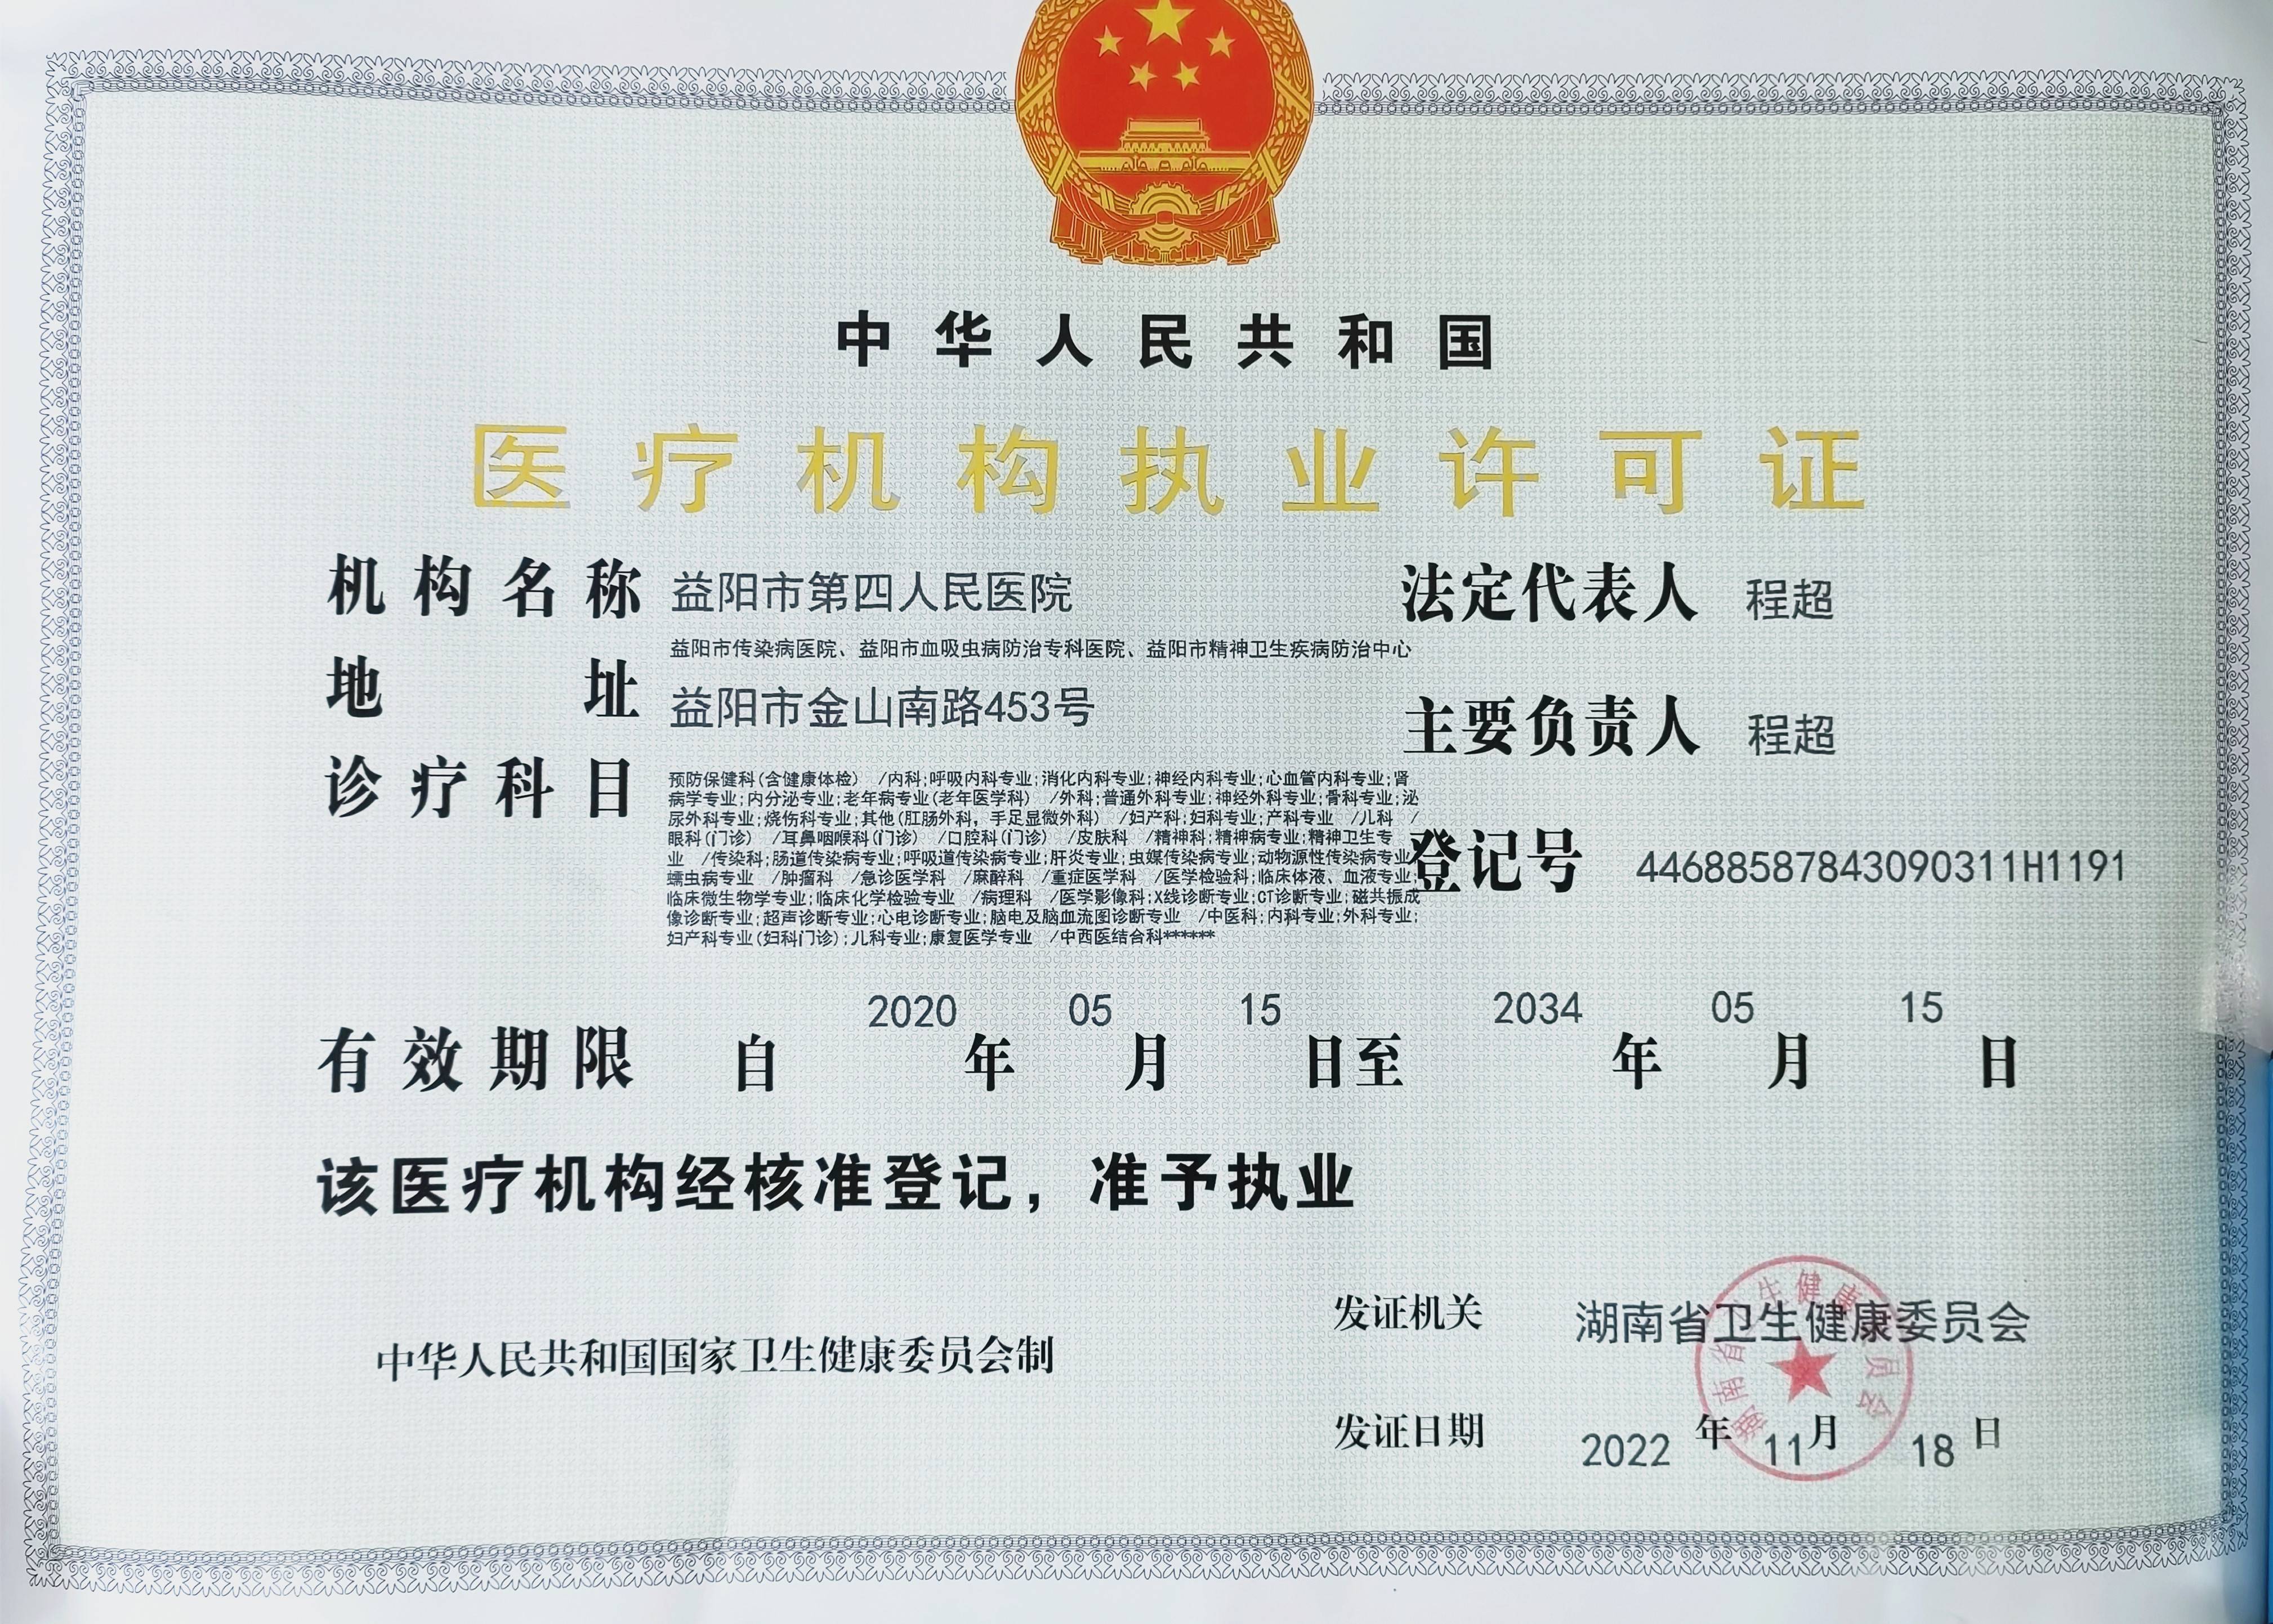 中华人民共和国
医疗机构执业许可证
机构名称 益阳市第四人民医院
益阳市传染病医院、益阳市血吸虫病防治专科医院、益阳市精神卫生疾病防治中心
地址 益阳市金山南路453号
法定代表人 程超
主要负责人 程超
登记号 44688587843090311H1191
诊疗科目
预防保健科(含健康体检) /内科;呼吸内科专业;消化内科专业;神经内科专业;心血管内科专业;肾
病学专业;内分泌专业;老年病专业(老年医学科) /外科;普通外科专业;神经外科专业;骨科专业;泌
尿外科专业;烧伤科专业;其他(肛肠外科，手足显微外科) /妇产科;妇科专业;产科专业 /儿科 /
眼科(门诊) /耳鼻咽喉科(门诊) /口腔科(门诊) /皮肤科 /精神科;精神病专业;精神卫生专
业 /传染科;肠道传染病专业;呼吸道传染病专业;肝炎专业;虫媒传染病专业;动物源性传染病专业;
蠕虫病专业 /肿瘤科 /急诊医学科 /麻醉科 /重症医学科 /医学检验科;临床体液、血液专业;
临床微生物学专业;临床化学检验专业 /病理科 /医学影像科;X线诊断专业;CT诊断专业;磁共振成
像诊断专业;超声诊断专业;心电诊断专业;脑电及脑血流图诊断专业 /中医科;内科专业;外科专业;
妇产科专业(妇科门诊);儿科专业;康复医学专业 /中西医结合科******
有效期限 自 2020 年 05 月 15 日至 2034 年 05 月 15 日
该医疗机构经核准登记，准予执业
中华人民共和国国家卫生健康委员会制
发证机关 湖南省卫生健康委员会
发证日期 2022 年 11 月 18 日
湖南省卫生健康委员会